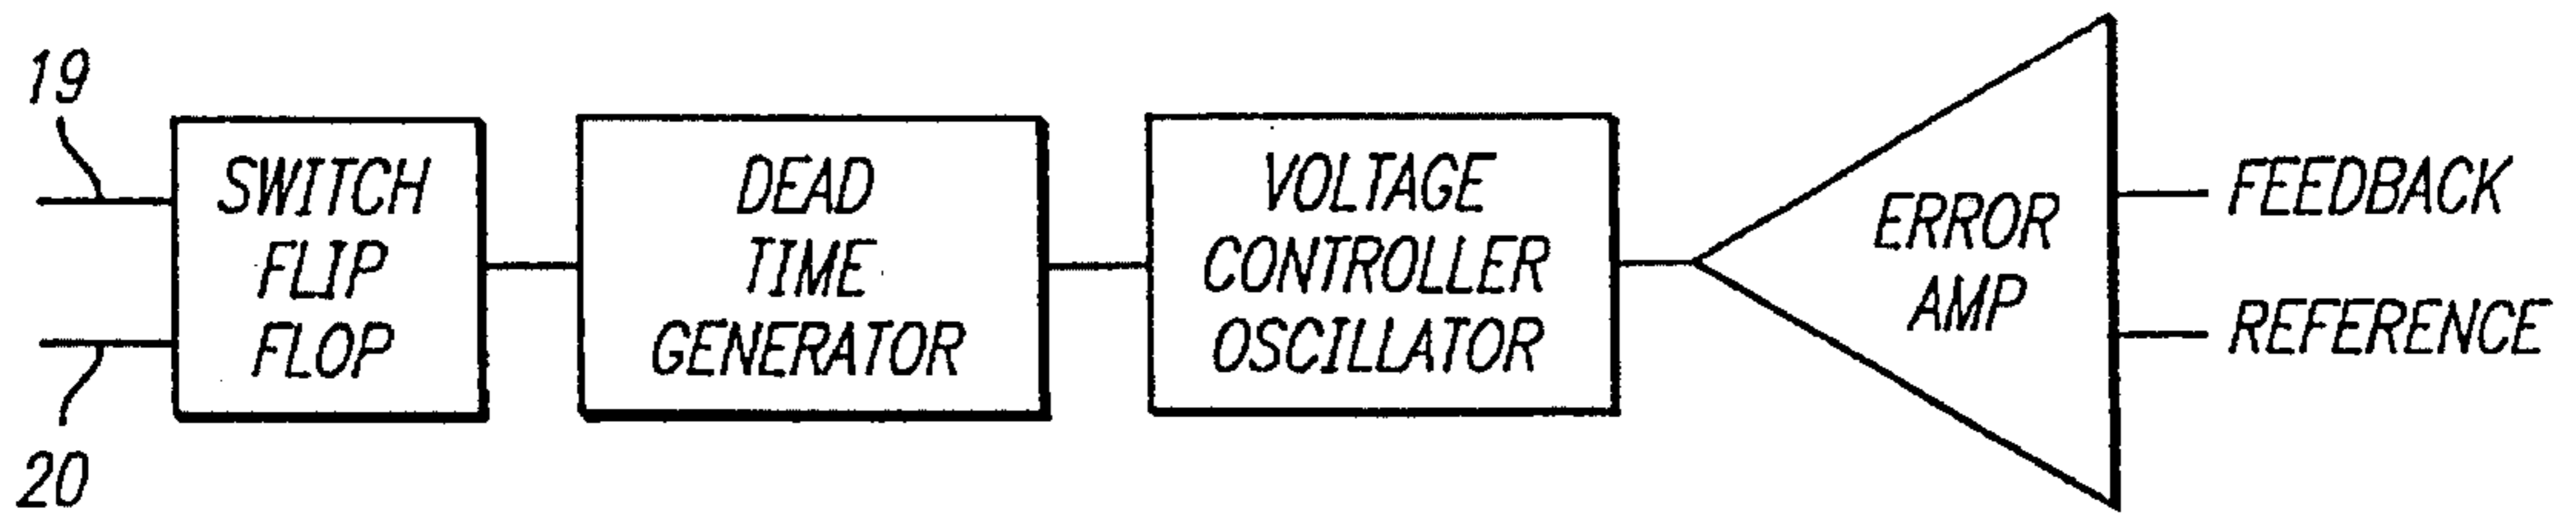 19
20
SWITCH
FLIP
FLOP
DEAD
TIME
GENERATOR
VOLTAGE
CONTROLLER
OSCILLATOR
ERROR
AMP
FEEDBACK
REFERENCE